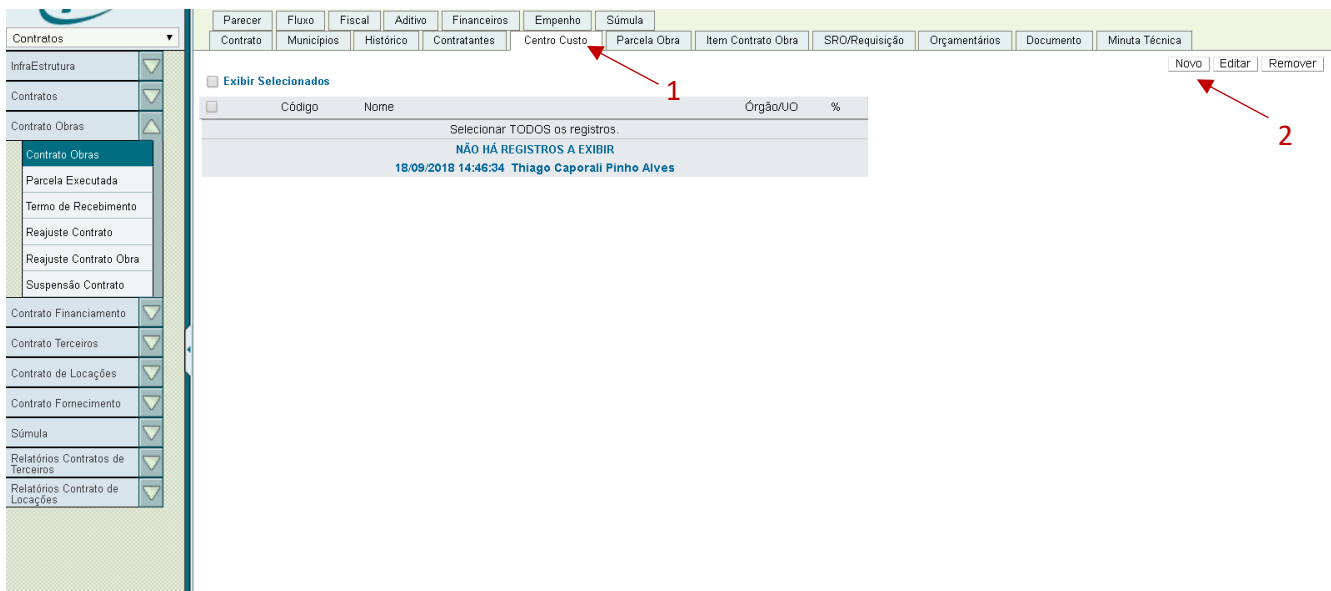 Contratos
InfraEstrutura
Contratos
Contrato Obras
Contrato Obras
Parcela Executada
Termo de Recebimento
Reajuste Contrato
Reajuste Contrato Obra
Suspensão Contrato
Contrato Financiamento
Contrato Terceiros
Contrato de Locações
Contrato Fornecimento
Súmula
Relatórios Contratos de
Terceiros
Relatórios Contrato de
Locações
Parecer Fluxo Fiscal Aditivo Financeiros Empenho Súmula
Contrato Municípios Histórico Contratantes Centro Custo Parcela Obra Item Contrato Obra SRO/Requisição Orçamentários Documento Minuta Técnica
Novo Editar Remover
Exibir Selecionados
1
2
Código Nome Órgão/UO %
Selecionar TODOS os registros.
NÃO HÁ REGISTROS A EXIBIR
18/09/2018 14:46:34 Thiago Caporali Pinho Alves